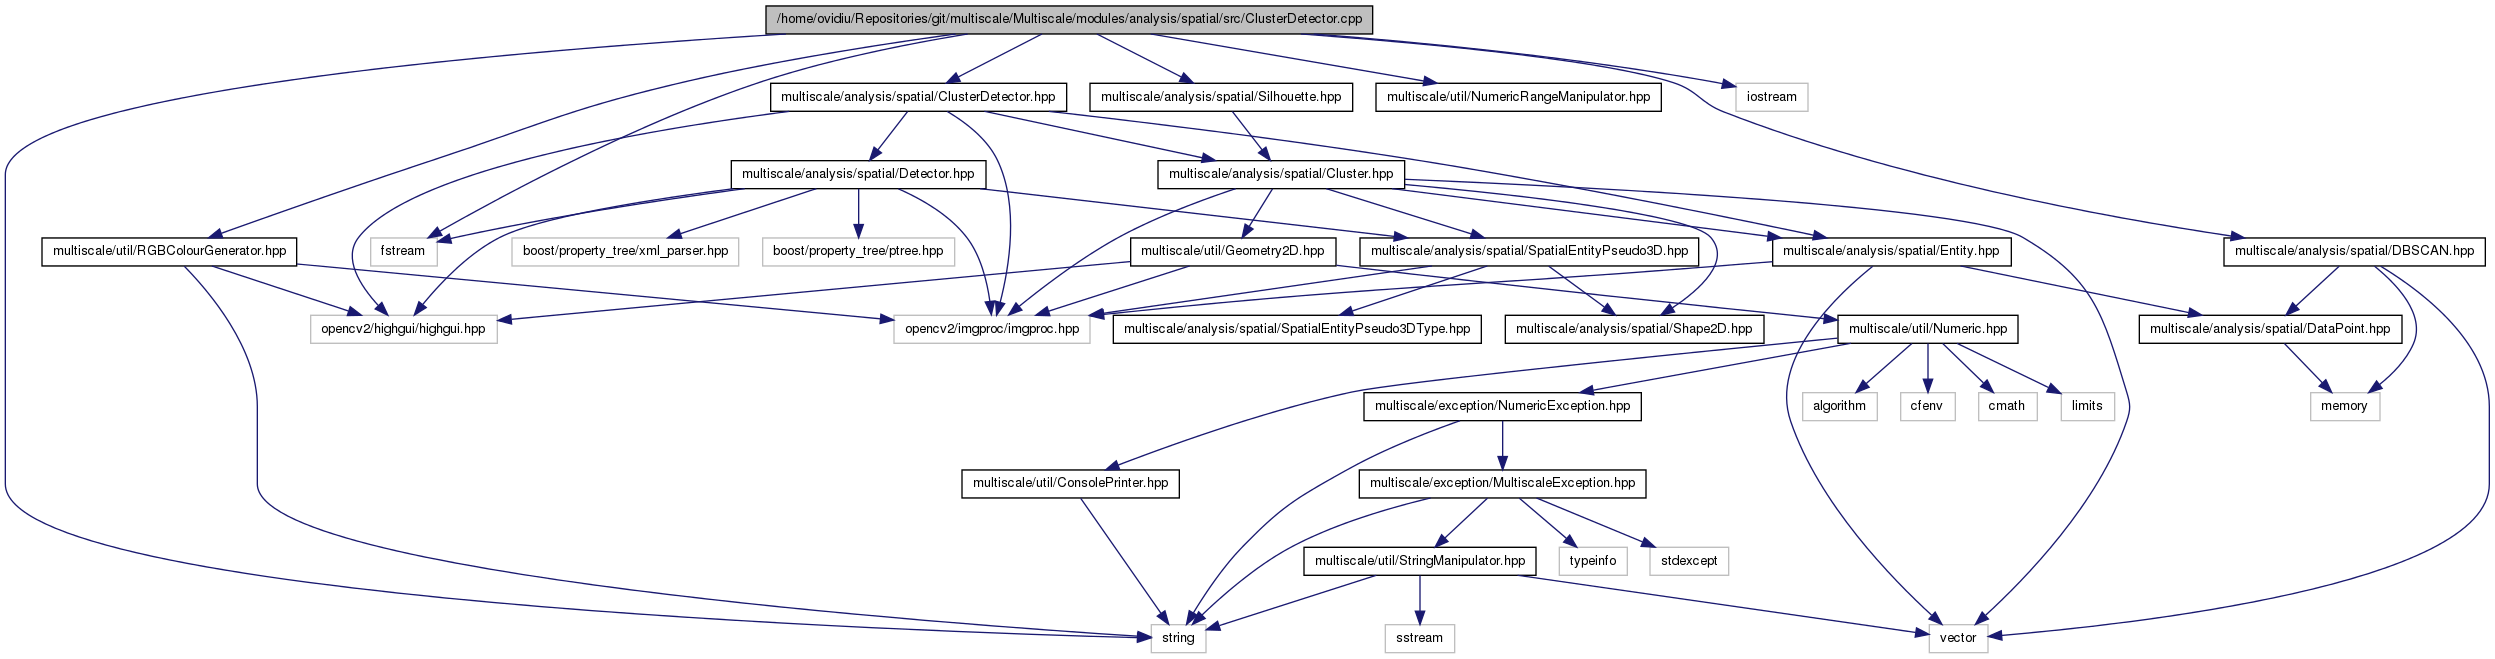 /home/ovidiu/Repositories/git/multiscale/Multiscale/modules/analysis/spatial/src/ClusterDetector.cpp
multiscale/analysis/spatial/ClusterDetector.hpp
multiscale/analysis/spatial/Silhouette.hpp
multiscale/util/NumericRangeManipulator.hpp
iostream
multiscale/analysis/spatial/Detector.hpp
multiscale/analysis/spatial/Cluster.hpp
multiscale/util/RGBColourGenerator.hpp
fstream
boost/property_tree/xml_parser.hpp
boost/property_tree/ptree.hpp
multiscale/util/Geometry2D.hpp
multiscale/analysis/spatial/SpatialEntityPseudo3D.hpp
multiscale/analysis/spatial/Entity.hpp
multiscale/analysis/spatial/DBSCAN.hpp
opencv2/highgui/highgui.hpp
opencv2/imgproc/imgproc.hpp
multiscale/analysis/spatial/SpatialEntityPseudo3DType.hpp
multiscale/analysis/spatial/Shape2D.hpp
multiscale/util/Numeric.hpp
multiscale/analysis/spatial/DataPoint.hpp
multiscale/exception/NumericException.hpp
algorithm
cfenv
cmath
limits
memory
multiscale/util/ConsolePrinter.hpp
multiscale/exception/MultiscaleException.hpp
multiscale/util/StringManipulator.hpp
typeinfo
stdexcept
string
sstream
vector